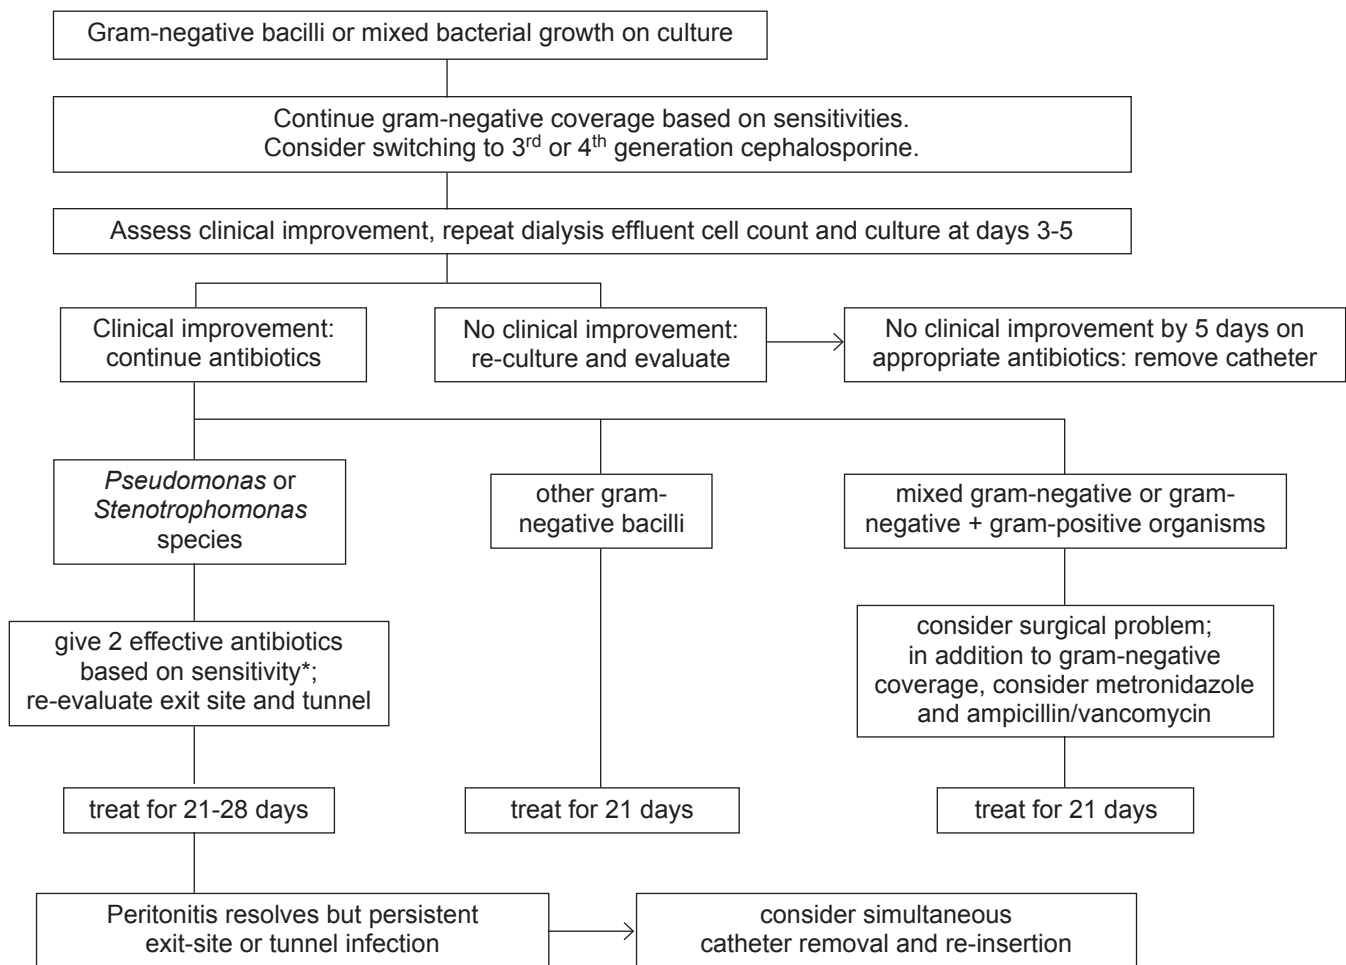 Gram-negative bacilli or mixed bacterial growth on culture
Continue gram-negative coverage based on sensitivities.
Consider switching to 3rd or 4th generation cephalosporine.
Assess clinical improvement, repeat dialysis effluent cell count and culture at days 3-5
Clinical improvement:
continue antibiotics
No clinical improvement:
re-culture and evaluate
No clinical improvement by 5 days on
appropriate antibiotics: remove catheter
Pseudomonas or
Stenotrophomonas
species
other gram-
negative bacilli
mixed gram-negative or gram-
negative + gram-positive organisms
give 2 effective antibiotics
based on sensitivity*;
re-evaluate exit site and tunnel
consider surgical problem;
in addition to gram-negative
coverage, consider metronidazole
and ampicillin/vancomycin
treat for 21-28 days
treat for 21 days
treat for 21 days
Peritonitis resolves but persistent
exit-site or tunnel infection
consider simultaneous
catheter removal and re-insertion